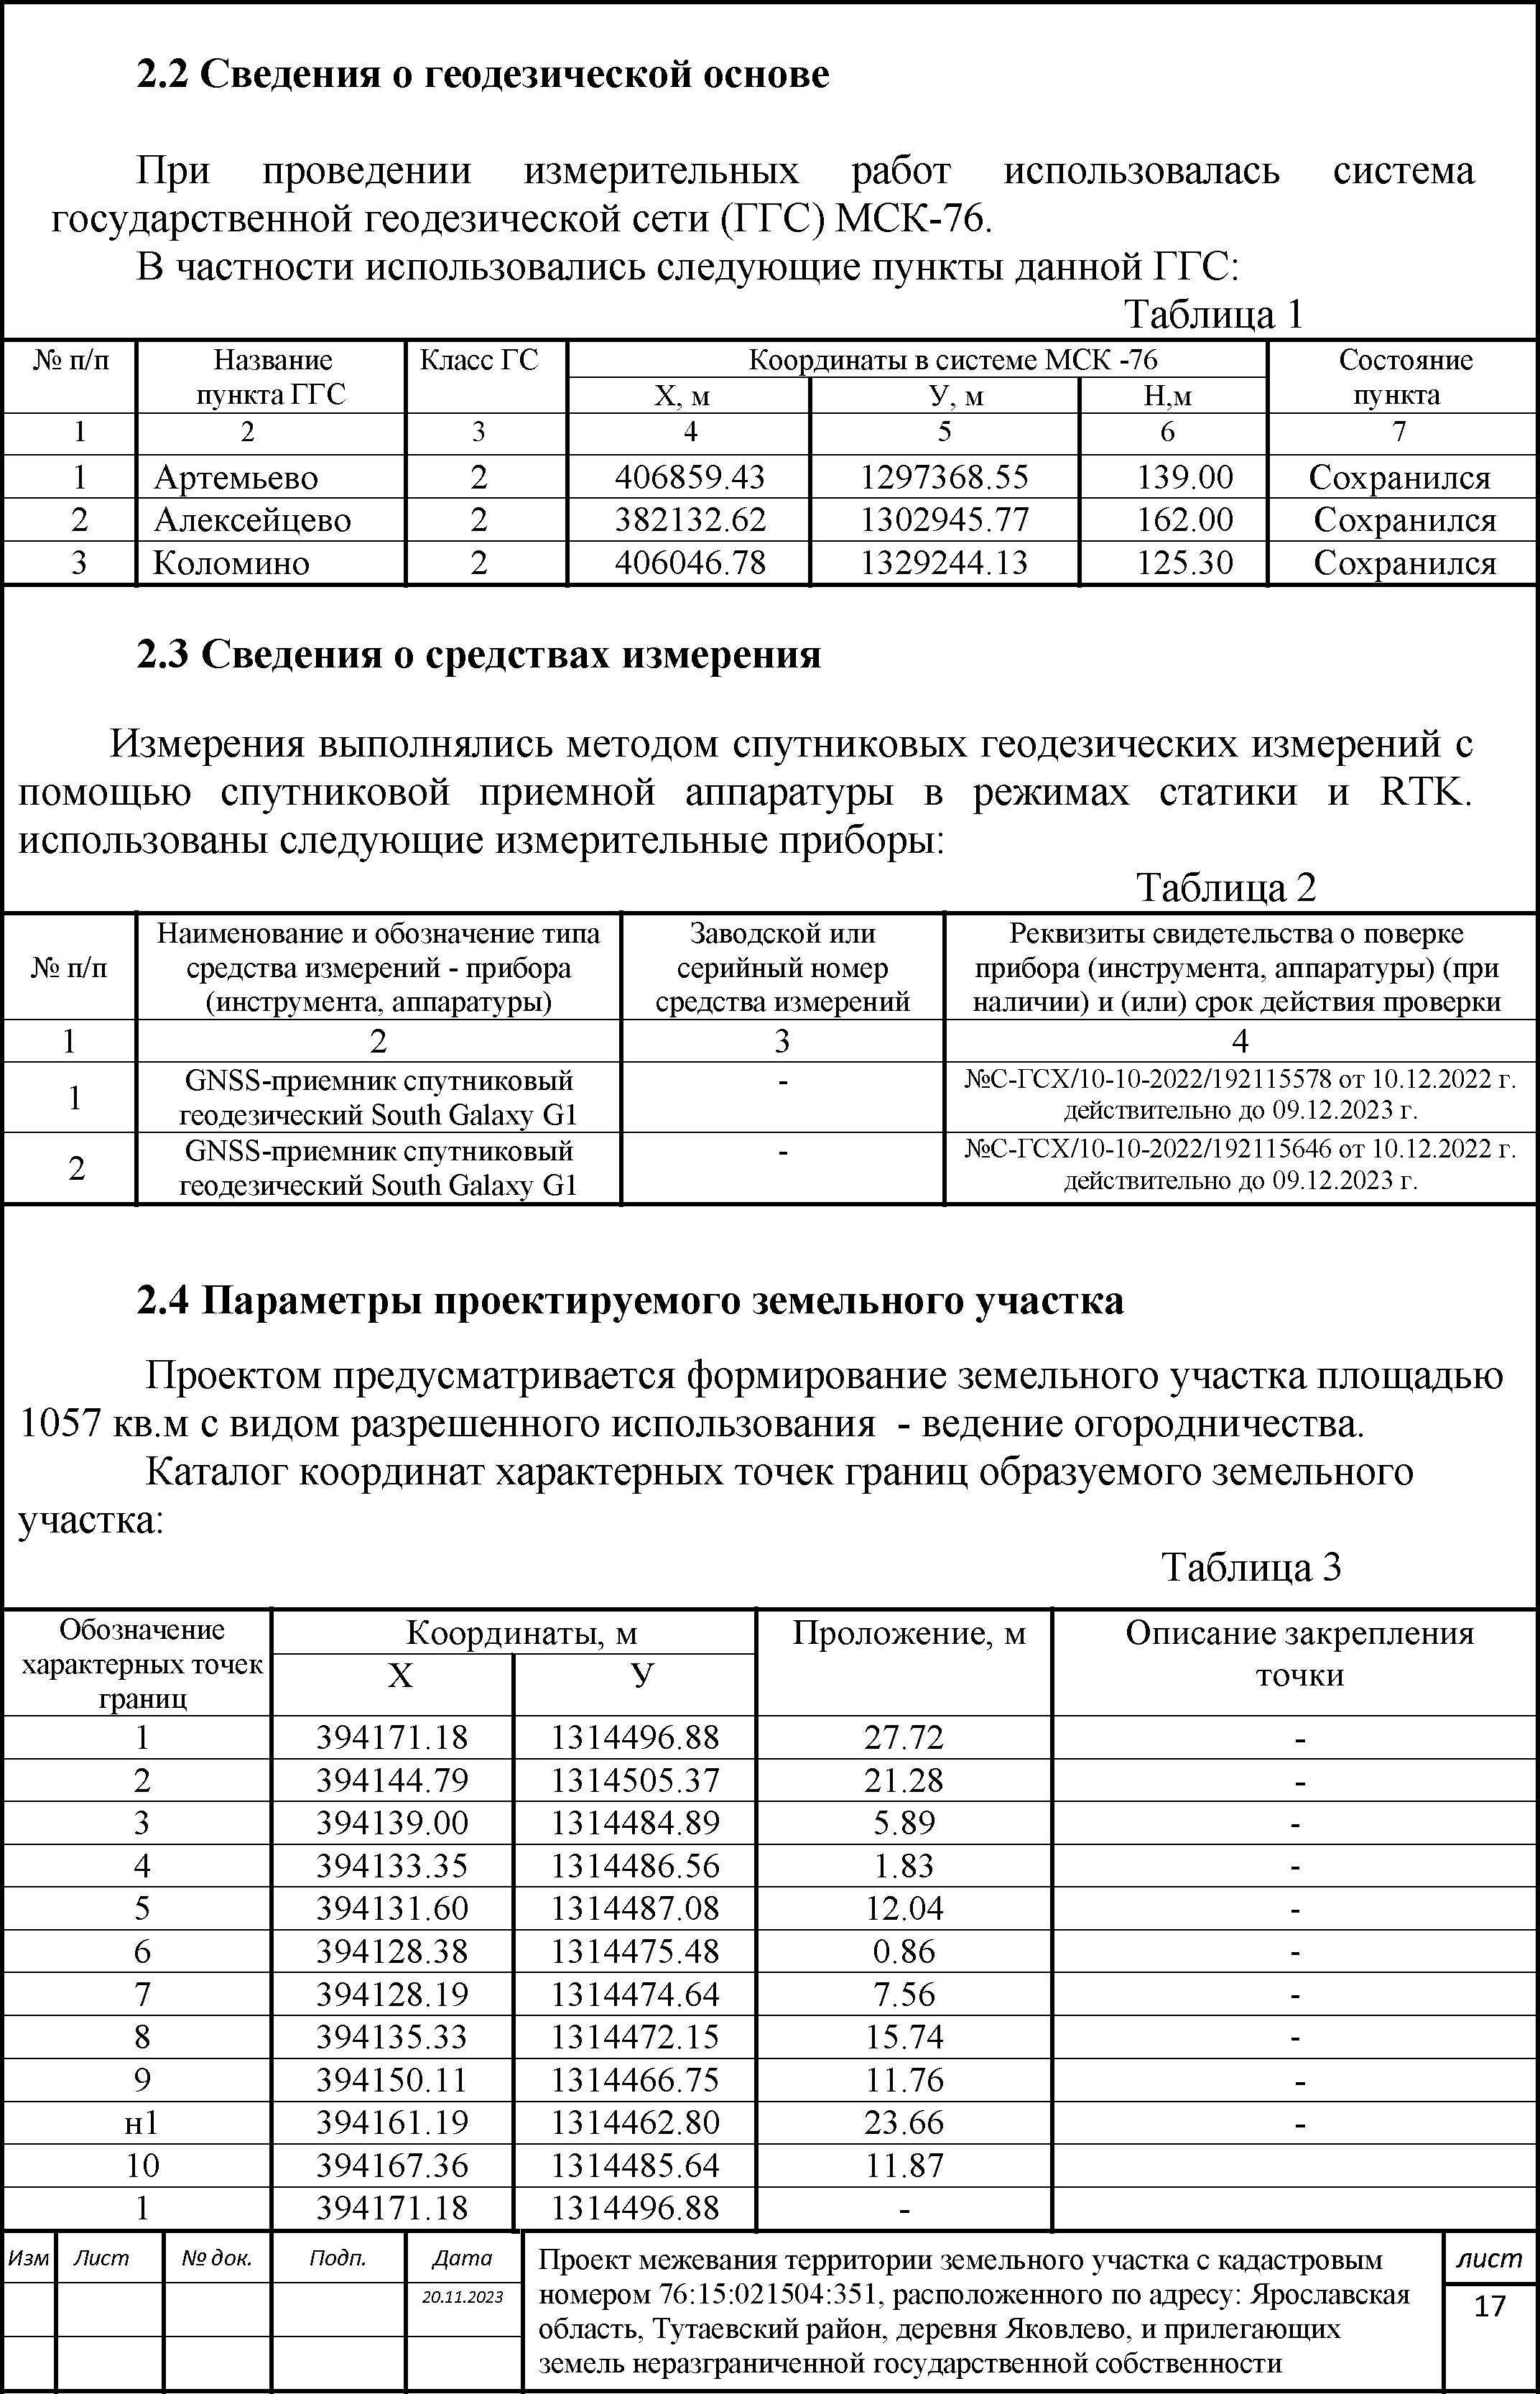 2.2 Сведения о геодезической основе
При проведении измерительных работ использовалась система
государственной геодезической сети (ГГС) МСК-76.
В частности использовались следующие пункты данной ГГС:
Таблица 1
№ п/п Название пункта ГГС Класс ГС Координаты в системе МСК -76 Состояние пункта
Х, м У, м Н,м
1 2 3 4 5 6 7
1 Артемьево 2 406859.43 1297368.55 139.00 Сохранился
2 Алексейцево 2 382132.62 1302945.77 162.00 Сохранился
3 Коломино 2 406046.78 1329244.13 125.30 Сохранился
2.3 Сведения о средствах измерения
Измерения выполнялись методом спутниковых геодезических измерений с
помощью спутниковой приемной аппаратуры в режимах статики и RTK.
использованы следующие измерительные приборы:
Таблица 2
№ п/п
Наименование и обозначение типа
средства измерений - прибора
(инструмента, аппаратуры)
Заводской или
серийный номер
средства измерений
Реквизиты свидетельства о поверке
прибора (инструмента, аппаратуры) (при
наличии) и (или) срок действия проверки
1 2 3 4
1
GNSS-приемник спутниковый
геодезический South Galaxy G1
-
№С-ГСХ/10-10-2022/192115578 от 10.12.2022 г.
действительно до 09.12.2023 г.
2
GNSS-приемник спутниковый
геодезический South Galaxy G1
-
№С-ГСХ/10-10-2022/192115646 от 10.12.2022 г.
действительно до 09.12.2023 г.
2.4 Параметры проектируемого земельного участка
Проектом предусматривается формирование земельного участка площадью
1057 кв.м с видом разрешенного использования - ведение огородничества.
Каталог координат характерных точек границ образуемого земельного
участка:
Таблица 3
Обозначение
характерных точек
границ
Координаты, м
Х У
Проложение, м
Описание закрепления
точки
1 394171.18 1314496.88 27.72 -
2 394144.79 1314505.37 21.28 -
3 394139.00 1314484.89 5.89 -
4 394133.35 1314486.56 1.83 -
5 394131.60 1314487.08 12.04 -
6 394128.38 1314475.48 0.86 -
7 394128.19 1314474.64 7.56 -
8 394135.33 1314472.15 15.74 -
9 394150.11 1314466.75 11.76 -
н1 394161.19 1314462.80 23.66 -
10 394167.36 1314485.64 11.87
1 394171.18 1314496.88 -
Изм Лист № док. Подп. Дата
20.11.2023
Проект межевания территории земельного участка с кадастровым
номером 76:15:021504:351, расположенного по адресу: Ярославская
область, Тутаевский район, деревня Яковлево, и прилегающих
земель неразграниченной государственной собственности
лист
17